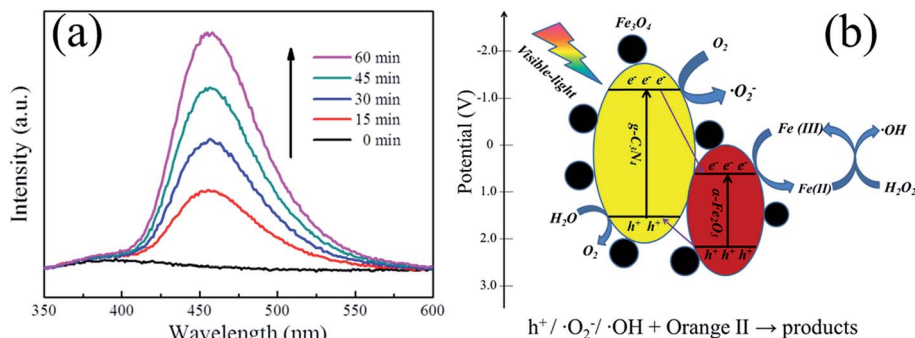 (a)
Intensity (a.u.)
60 min
45 min
30 min
15 min
0 min
350 400 450 500 550 600
Wavelength (nm)
(b)
Potential (V)
-2.0
-1.0
0
1.0
2.0
3.0
Visible-light
Fe₃O₄
O₂
·O₂⁻
e⁻ e⁻ e⁻
g-C₃N₄
h⁺ h⁺
H₂O
O₂
e⁻ e⁻ e⁻
α-Fe₂O₃
h⁺ h⁺ h⁺
Fe (III)
Fe(II)
·OH
H₂O₂
h⁺/ ·O₂⁻/ ·OH + Orange II → products